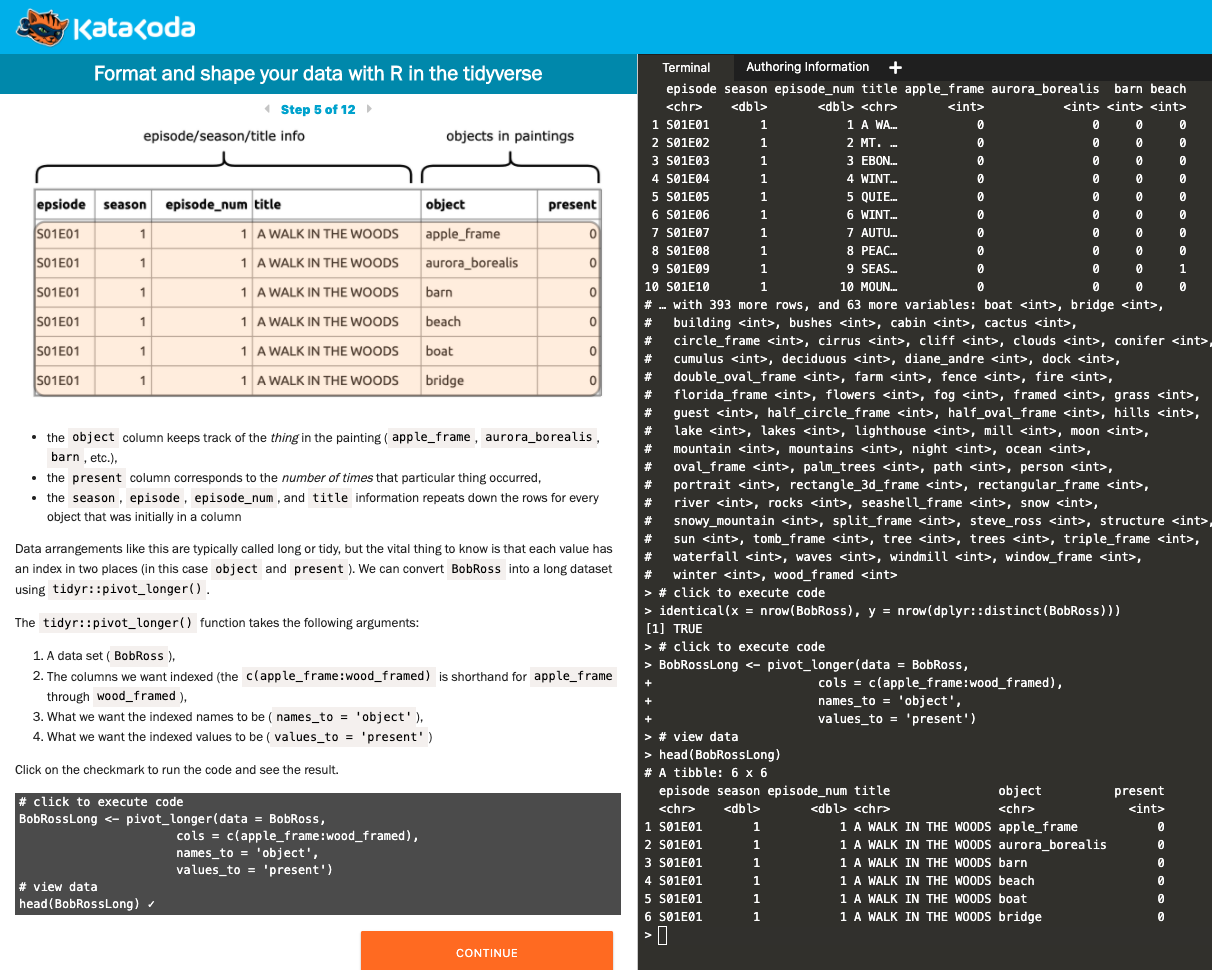 KataKoda
Format and shape your data with R in the tidyverse
Step 5 of 12
episode/season/title info objects in paintings
epsiode season episode_num title object present
S01E01 1 1 A WALK IN THE WOODS apple_frame 0
S01E01 1 1 A WALK IN THE WOODS aurora_borealis 0
S01E01 1 1 A WALK IN THE WOODS barn 0
S01E01 1 1 A WALK IN THE WOODS beach 0
S01E01 1 1 A WALK IN THE WOODS boat 0
S01E01 1 1 A WALK IN THE WOODS bridge 0
• the object column keeps track of the thing in the painting ( apple_frame , aurora_borealis ,
barn , etc.),
• the present column corresponds to the number of times that particular thing occurred,
• the season , episode , episode_num , and title information repeats down the rows for every
object that was initially in a column
Data arrangements like this are typically called long or tidy, but the vital thing to know is that each value has
an index in two places (in this case object and present ). We can convert BobRoss into a long dataset
using tidyr::pivot_longer() .
The tidyr::pivot_longer() function takes the following arguments:
1. A data set ( BobRoss ),
2. The columns we want indexed (the c(apple_frame:wood_framed) is shorthand for apple_frame
through wood_framed ),
3. What we want the indexed names to be ( names_to = 'object' ),
4. What we want the indexed values to be ( values_to = 'present' )
Click on the checkmark to run the code and see the result.
# click to execute code
BobRossLong <- pivot_longer(data = BobRoss,
cols = c(apple_frame:wood_framed),
names_to = 'object',
values_to = 'present')
# view data
head(BobRossLong) ✓
CONTINUE
Terminal Authoring Information +
episode season episode_num title apple_frame aurora_borealis barn beach
<chr> <dbl> <dbl> <chr> <int> <int> <int> <int>
1 S01E01 1 1 A WA… 0 0 0 0
2 S01E02 1 2 MT. … 0 0 0 0
3 S01E03 1 3 EBON… 0 0 0 0
4 S01E04 1 4 WINT… 0 0 0 0
5 S01E05 1 5 QUIE… 0 0 0 0
6 S01E06 1 6 WINT… 0 0 0 0
7 S01E07 1 7 AUTU… 0 0 0 0
8 S01E08 1 8 PEAC… 0 0 0 0
9 S01E09 1 9 SEAS… 0 0 0 1
10 S01E10 1 10 MOUN… 0 0 0 0
# … with 393 more rows, and 63 more variables: boat <int>, bridge <int>,
# building <int>, bushes <int>, cabin <int>, cactus <int>,
# circle_frame <int>, cirrus <int>, cliff <int>, clouds <int>, conifer <int>,
# cumulus <int>, deciduous <int>, diane_andre <int>, dock <int>,
# double_oval_frame <int>, farm <int>, fence <int>, fire <int>,
# florida_frame <int>, flowers <int>, fog <int>, framed <int>, grass <int>,
# guest <int>, half_circle_frame <int>, half_oval_frame <int>, hills <int>,
# lake <int>, lakes <int>, lighthouse <int>, mill <int>, moon <int>,
# mountain <int>, mountains <int>, night <int>, ocean <int>,
# oval_frame <int>, palm_trees <int>, path <int>, person <int>,
# portrait <int>, rectangle_3d_frame <int>, rectangular_frame <int>,
# river <int>, rocks <int>, seashell_frame <int>, snow <int>,
# snowy_mountain <int>, split_frame <int>, steve_ross <int>, structure <int>,
# sun <int>, tomb_frame <int>, tree <int>, trees <int>, triple_frame <int>,
# waterfall <int>, waves <int>, windmill <int>, window_frame <int>,
# winter <int>, wood_framed <int>
> # click to execute code
> identical(x = nrow(BobRoss), y = nrow(dplyr::distinct(BobRoss)))
[1] TRUE
> # click to execute code
> BobRossLong <- pivot_longer(data = BobRoss,
+ cols = c(apple_frame:wood_framed),
+ names_to = 'object',
+ values_to = 'present')
> # view data
> head(BobRossLong)
# A tibble: 6 x 6
episode season episode_num title object present
<chr> <dbl> <dbl> <chr> <chr> <int>
1 S01E01 1 1 A WALK IN THE WOODS apple_frame 0
2 S01E01 1 1 A WALK IN THE WOODS aurora_borealis 0
3 S01E01 1 1 A WALK IN THE WOODS barn 0
4 S01E01 1 1 A WALK IN THE WOODS beach 0
5 S01E01 1 1 A WALK IN THE WOODS boat 0
6 S01E01 1 1 A WALK IN THE WOODS bridge 0
>